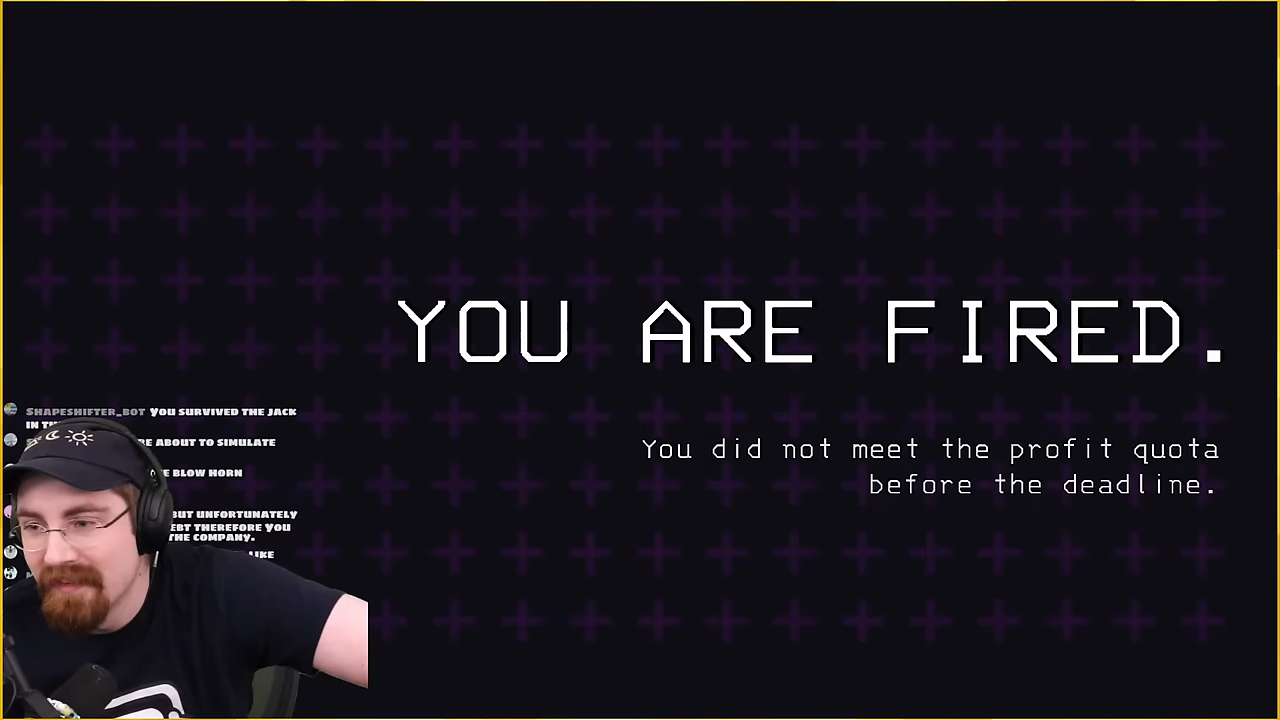 YOU ARE FIRED.
You did not meet the profit quota
before the deadline.
SHAPESHIFTER_BOT YOU SURVIVED THE JACK
IN
ABOUT TO SIMULATE
BLOW HORN
BUT UNFORTUNATELY
THEREFORE YOU
THE COMPANY.
LIKE